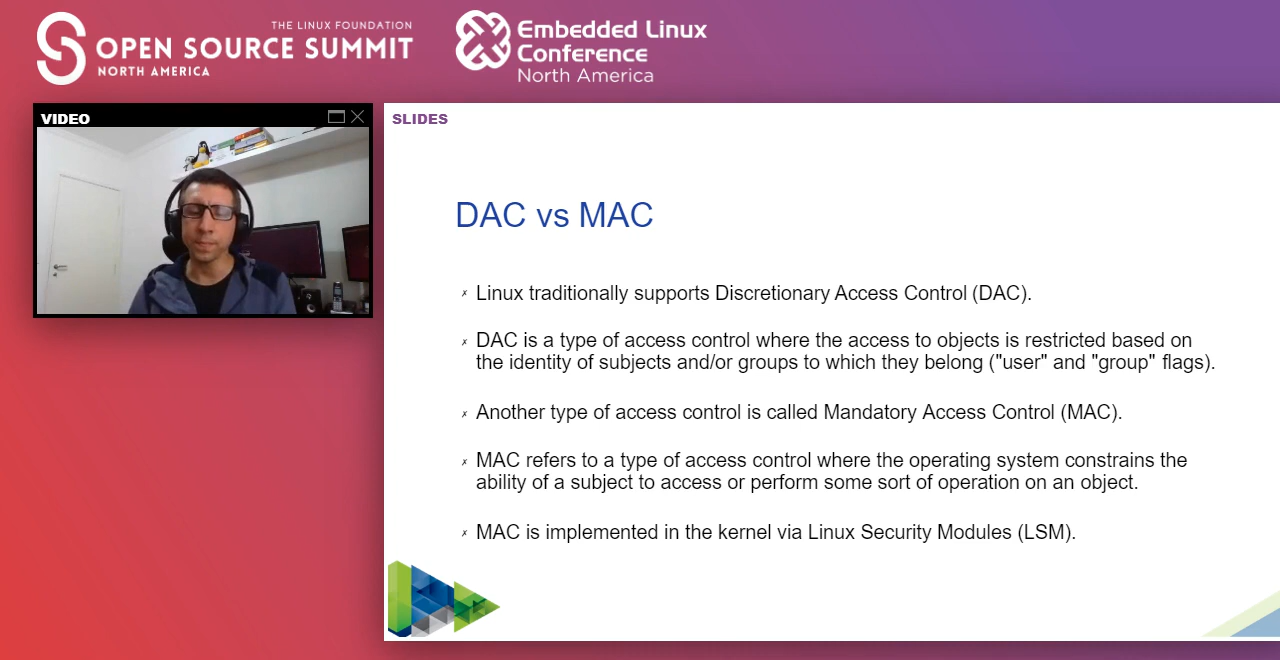 THE LINUX FOUNDATION
OPEN SOURCE SUMMIT
NORTH AMERICA
Embedded Linux
Conference
North America
VIDEO
SLIDES
DAC vs MAC
Linux traditionally supports Discretionary Access Control (DAC).
DAC is a type of access control where the access to objects is restricted based on
the identity of subjects and/or groups to which they belong ("user" and "group" flags).
Another type of access control is called Mandatory Access Control (MAC).
MAC refers to a type of access control where the operating system constrains the
ability of a subject to access or perform some sort of operation on an object.
MAC is implemented in the kernel via Linux Security Modules (LSM).